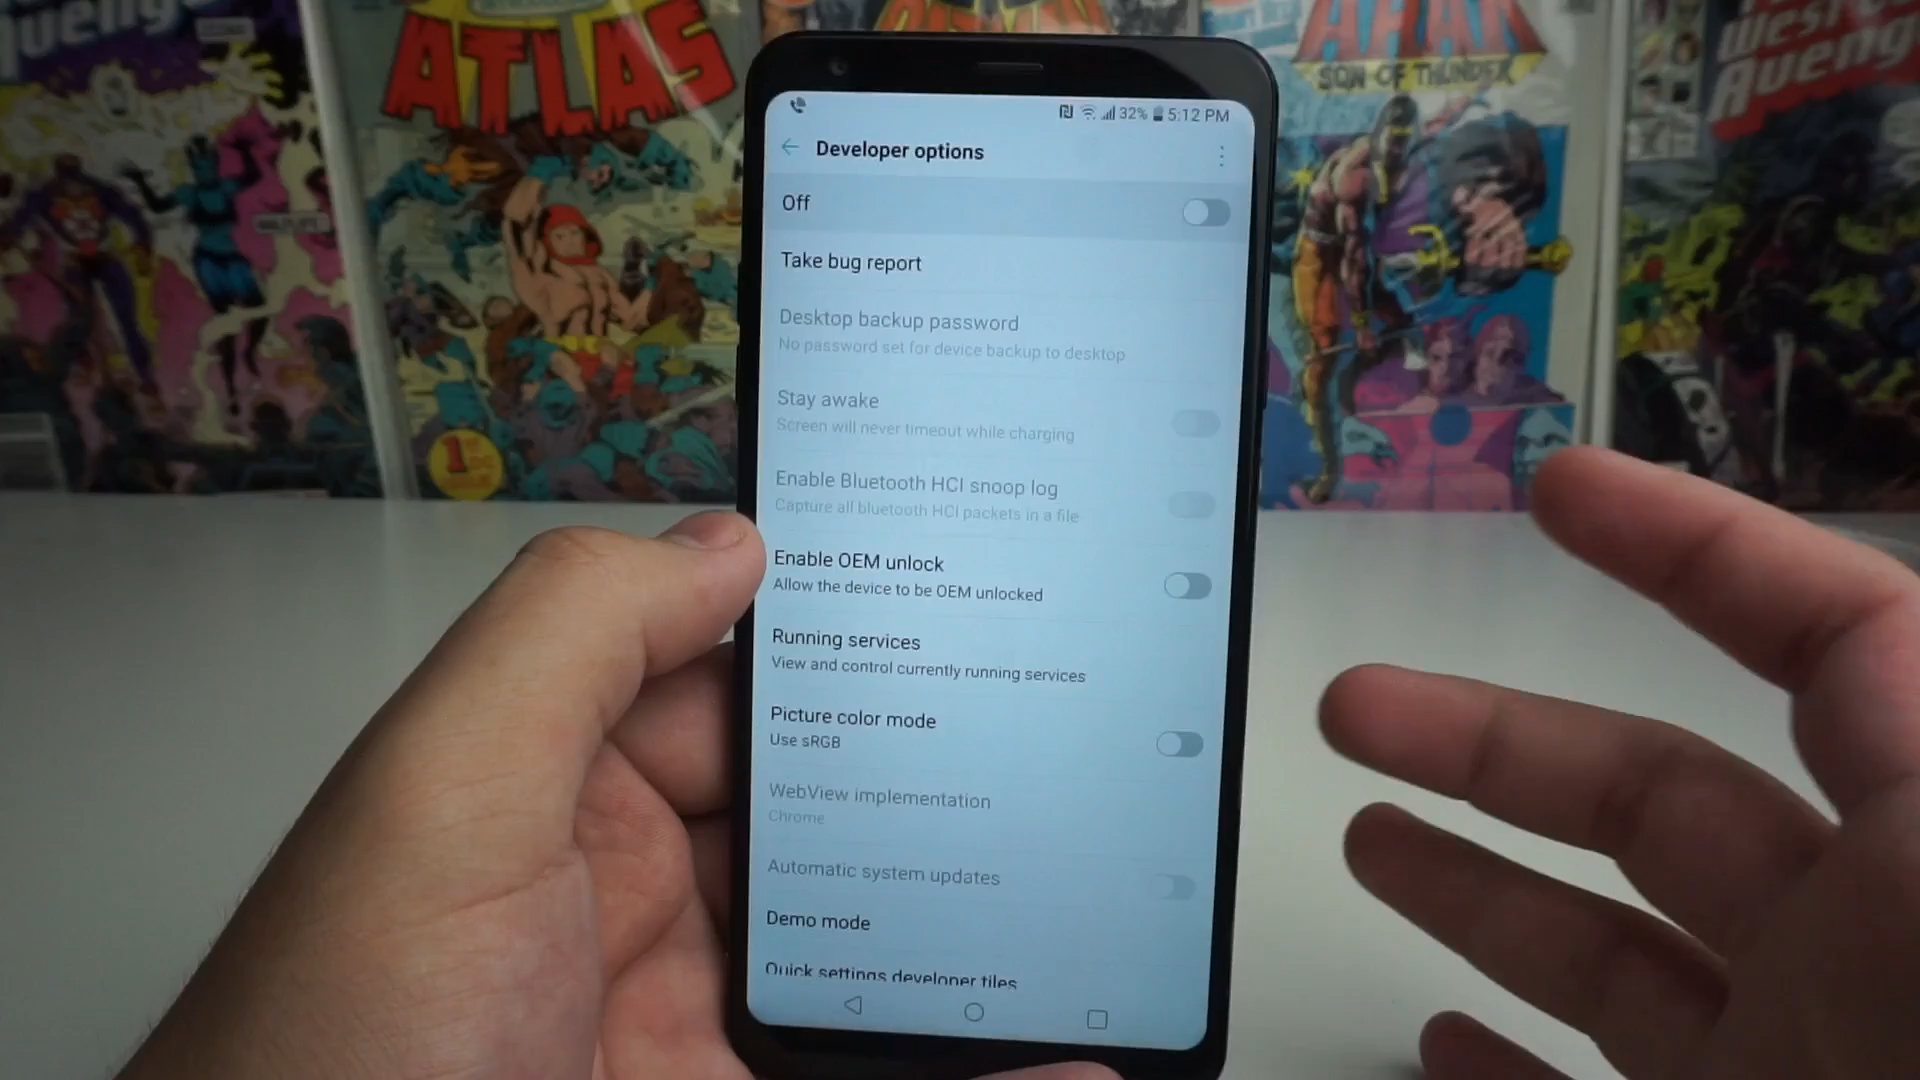 ATLAS
SON OF THUNDER
West
Aveng
32% 5:12 PM
Developer options
Off
Take bug report
Desktop backup password
No password set for device backup to desktop
Stay awake
Screen will never timeout while charging
Enable Bluetooth HCI snoop log
Capture all bluetooth HCI packets in a file
Enable OEM unlock
Allow the device to be OEM unlocked
Running services
View and control currently running services
Picture color mode
Use sRGB
WebView implementation
Chrome
Automatic system updates
Demo mode
Quick settings developer tiles
1st